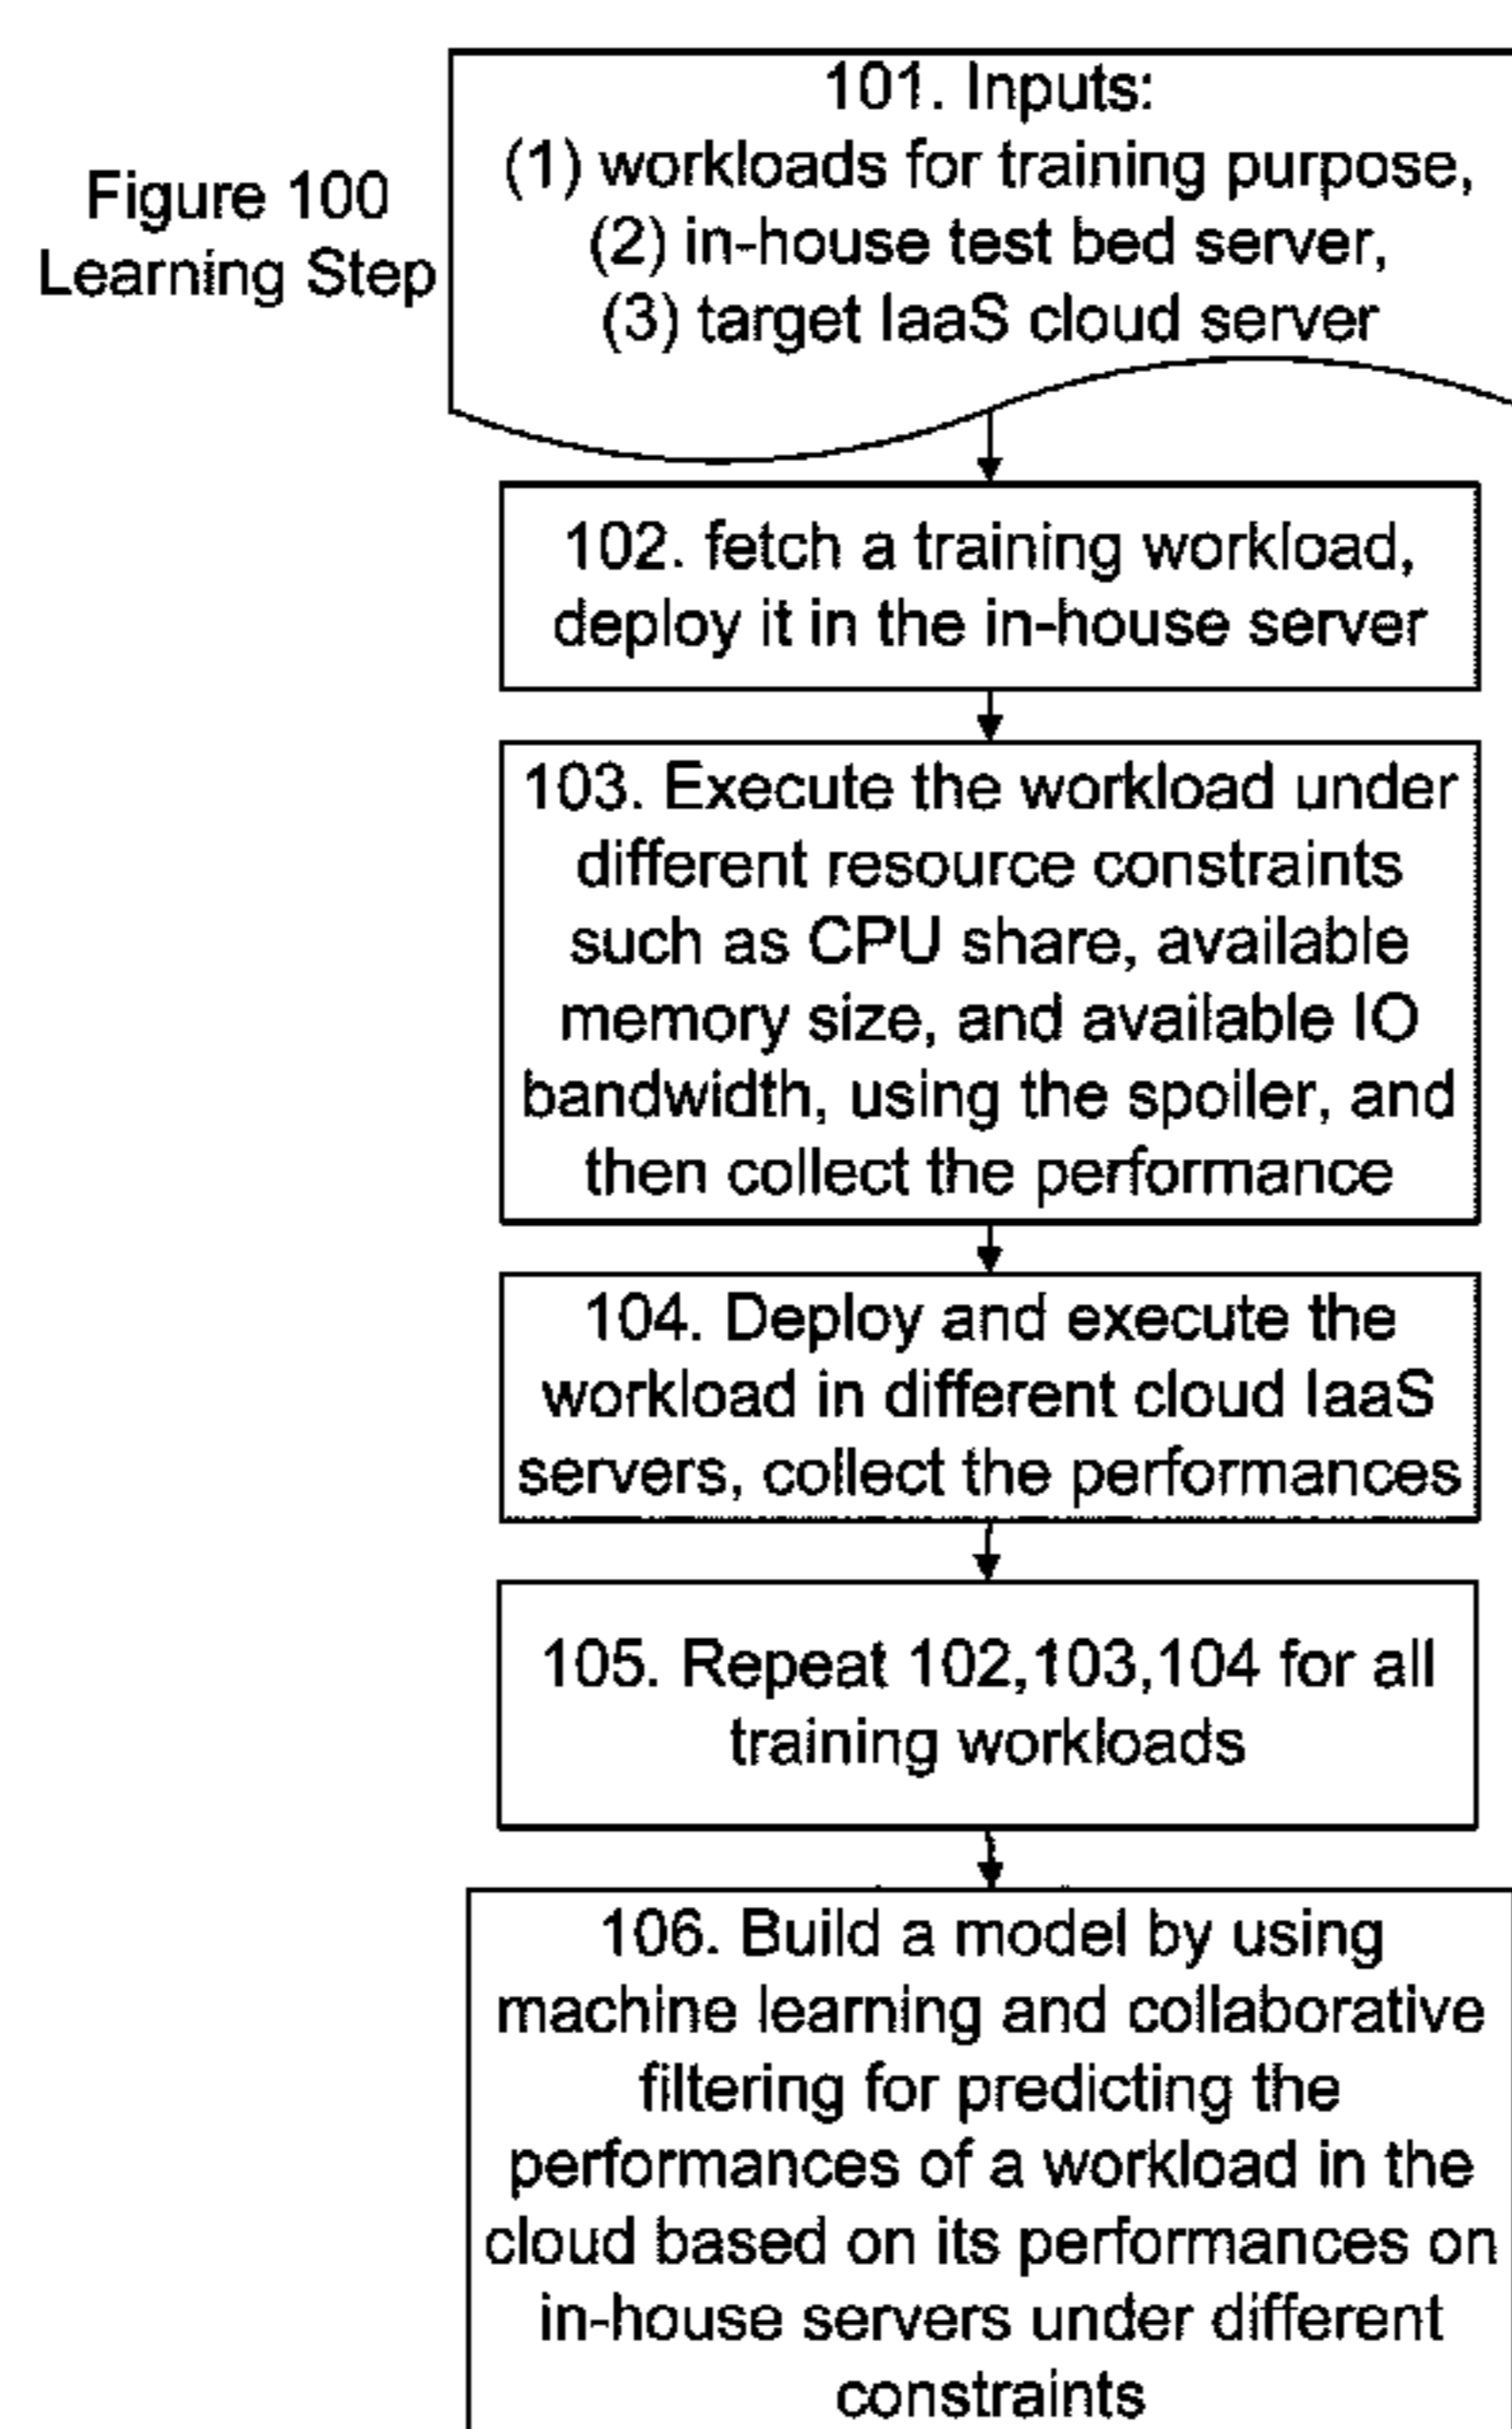 Figure 100
Learning Step
101. Inputs:
(1) workloads for training purpose,
(2) in-house test bed server,
(3) target IaaS cloud server
102. fetch a training workload,
deploy it in the in-house server
103. Execute the workload under
different resource constraints
such as CPU share, available
memory size, and available IO
bandwidth, using the spoiler, and
then collect the performance
104. Deploy and execute the
workload in different cloud IaaS
servers, collect the performances
105. Repeat 102,103,104 for all
training workloads
106. Build a model by using
machine learning and collaborative
filtering for predicting the
performances of a workload in the
cloud based on its performances on
in-house servers under different
constraints